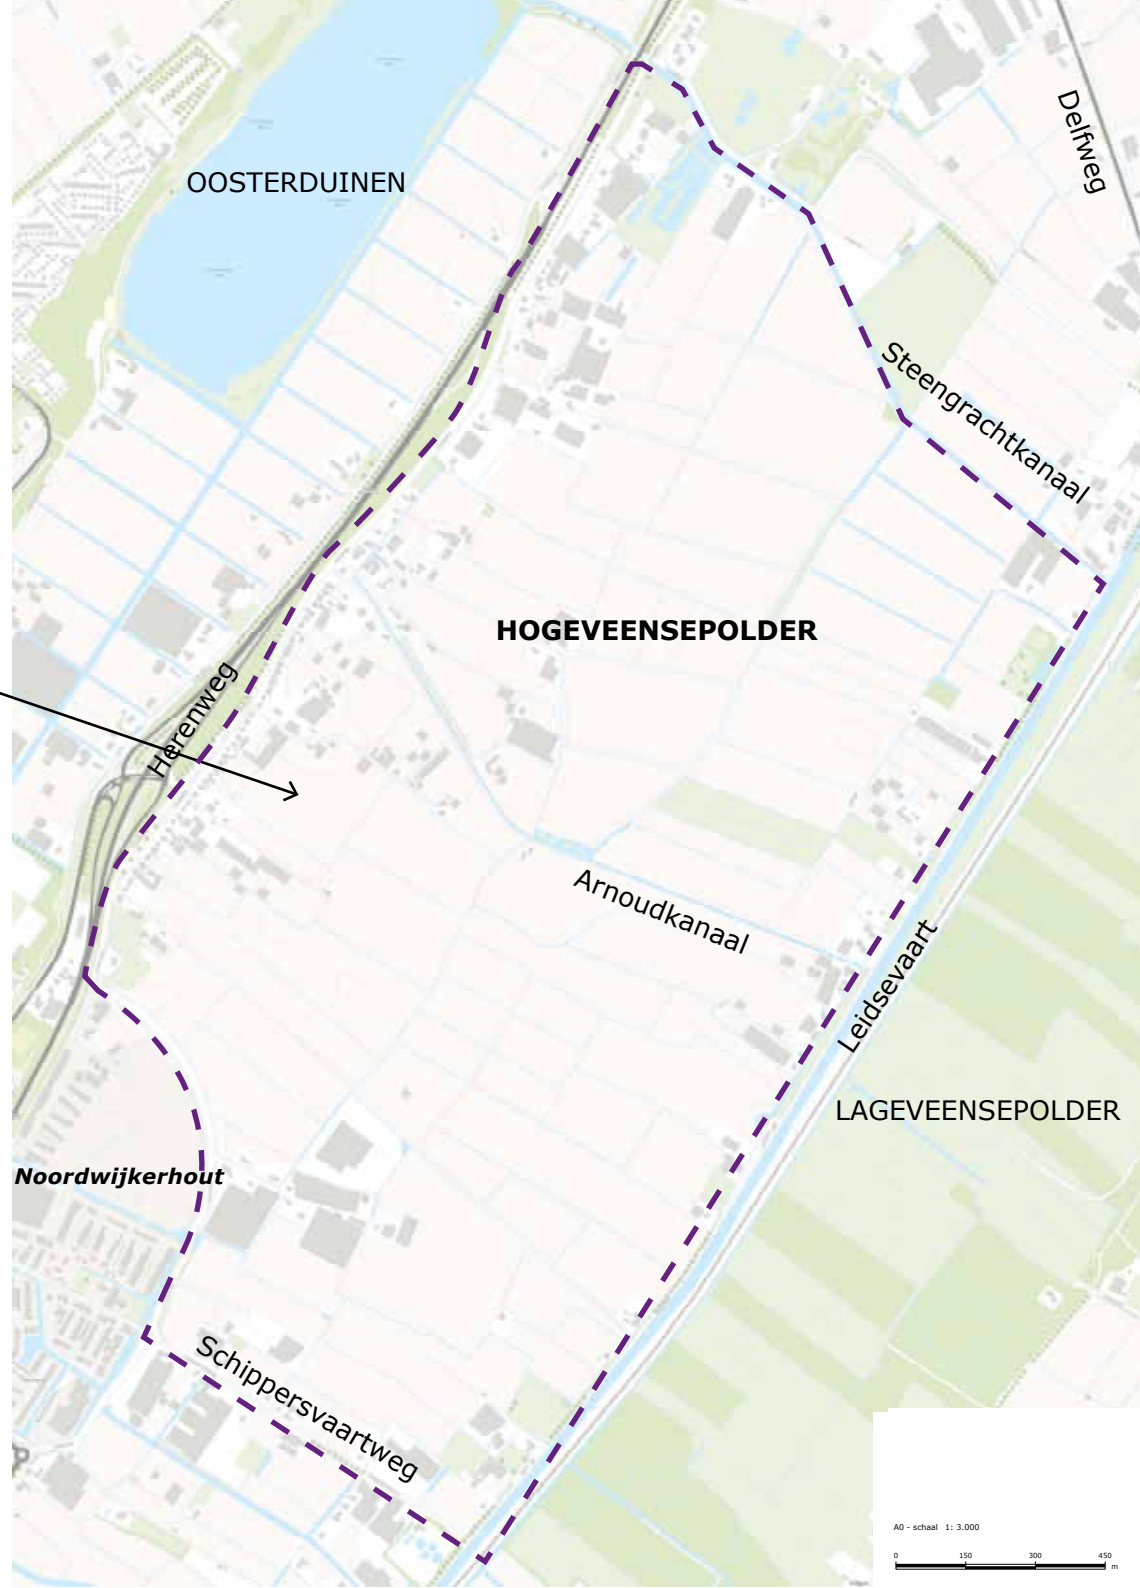 Delfweg
OOSTERDUINEN
Steengrachtkanaal
HOGEVEENSEPOLDER
Herenweg
Arnoudkanaal
Leidsevaart
LAGEVEENSEPOLDER
Noordwijkerhout
Schippersvaartweg
A0 - schaal 1: 3.000
0 150 300 450
m